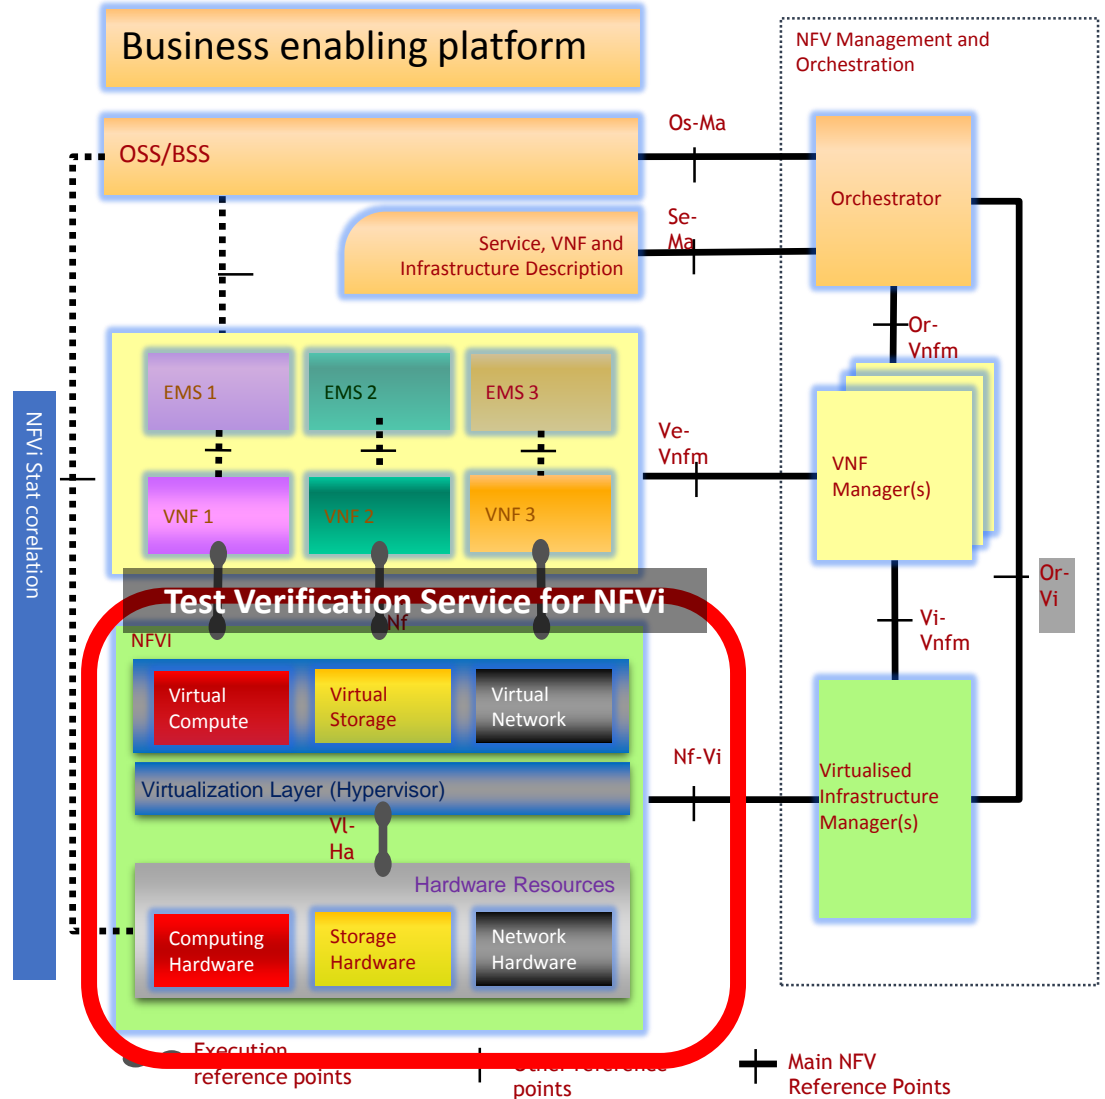 Business enabling platform
NFV Management and
Orchestration
OSS/BSS
Os-Ma
Orchestrator
Se-
Ma
Service, VNF and
Infrastructure Description
Or-
Vnfm
EMS 1
EMS 2
EMS 3
Ve-
Vnfm
VNF
Manager(s)
VNF 1
VNF 2
VNF 3
NFVi Stat corelation
Test Verification Service for NFVi
Nf
NFVI
Or-
Vi
Vi-
Vnfm
Virtual
Compute
Virtual
Storage
Virtual
Network
Nf-Vi
Virtualization Layer (Hypervisor)
Virtualised
Infrastructure
Manager(s)
Vl-
Ha
Hardware Resources
Computing
Hardware
Storage
Hardware
Network
Hardware
Execution
reference points
Other reference
points
Main NFV
Reference Points